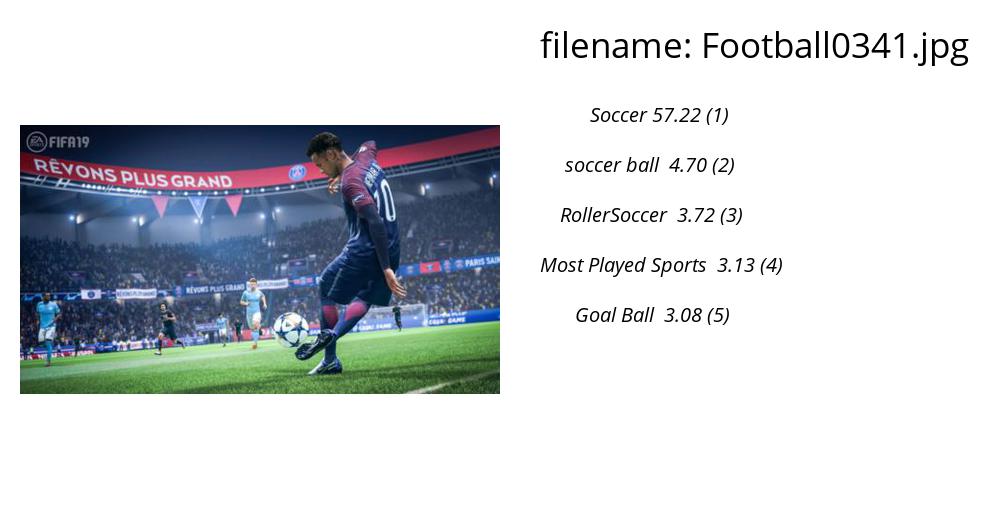 filename: Football0341.jpg
Soccer 57.22 (1)
soccer ball 4.70 (2)
RollerSoccer 3.72 (3)
Most Played Sports 3.13 (4)
Goal Ball 3.08 (5)
EA SPORTS FIFA19
RÊVONS PLUS GRAND
10
RÊVONS PLUS GRAND
PARIS SAIN